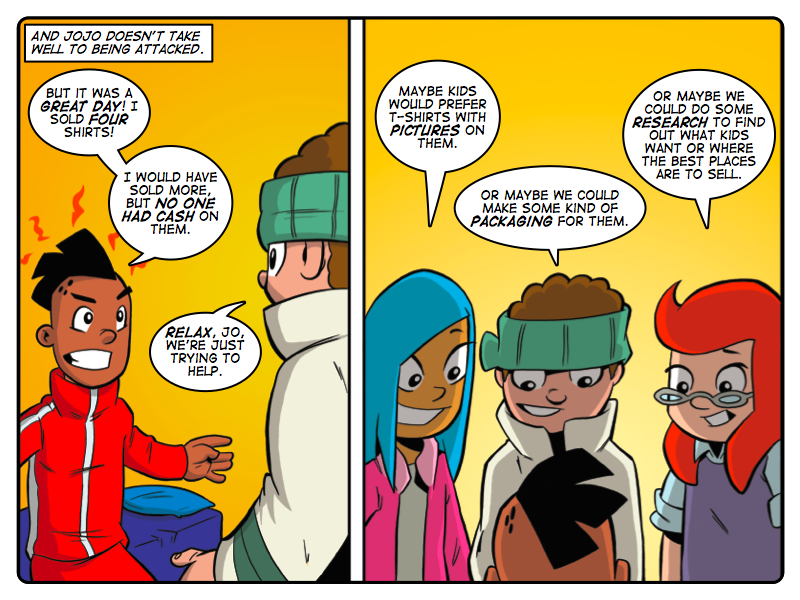 AND JOJO DOESN'T TAKE
WELL TO BEING ATTACKED.
BUT IT WAS A
GREAT DAY! I
SOLD FOUR
SHIRTS!
I WOULD HAVE
SOLD MORE,
BUT NO ONE
HAD CASH ON
THEM.
RELAX, JO,
WE'RE JUST
TRYING TO
HELP.
MAYBE KIDS
WOULD PREFER
T-SHIRTS WITH
PICTURES ON
THEM.
OR MAYBE WE COULD
MAKE SOME KIND OF
PACKAGING FOR THEM.
OR MAYBE WE
COULD DO SOME
RESEARCH TO FIND
OUT WHAT KIDS
WANT OR WHERE
THE BEST PLACES
ARE TO SELL.